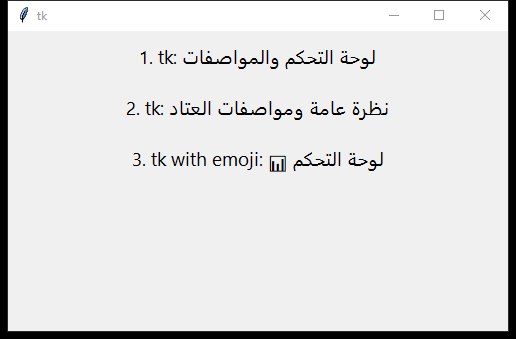 tk
1. tk: لوحة التحكم والمواصفات
2. tk: نظرة عامة ومواصفات العتاد
3. tk with emoji: 📊 لوحة التحكم